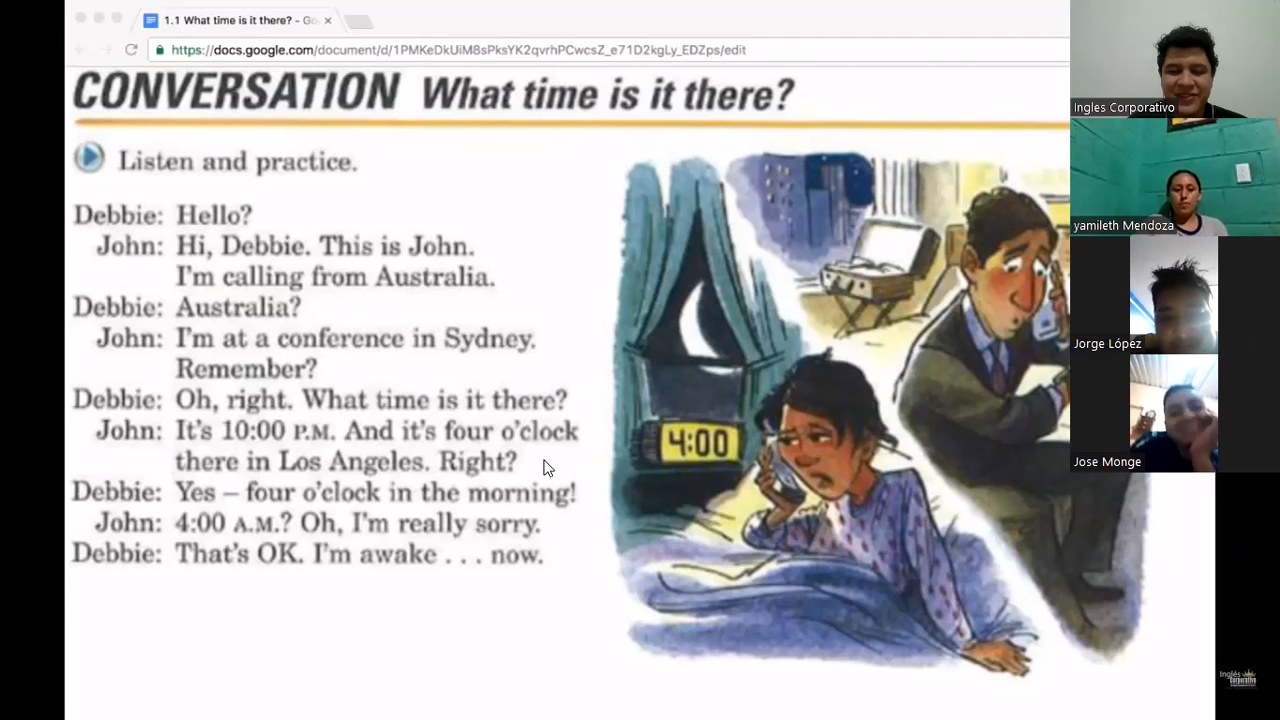 1.1 What time is it there? - Go
https://docs.google.com/document/d/1PMKeDkUiM8sPksYK2qvrhPCwcsZ_e71D2kgLy_EDZps/edit
CONVERSATION What time is it there?
Listen and practice.
Debbie: Hello?
John: Hi, Debbie. This is John.
I'm calling from Australia.
Debbie: Australia?
John: I'm at a conference in Sydney.
Remember?
Debbie: Oh, right. What time is it there?
John: It's 10:00 P.M. And it's four o'clock
there in Los Angeles. Right?
Debbie: Yes – four o'clock in the morning!
John: 4:00 A.M.? Oh, I'm really sorry.
Debbie: That's OK. I'm awake . . . now.
4:00
Ingles Corporativo
yamileth Mendoza
Jorge López
Jose Monge
Inglés
Corporativo